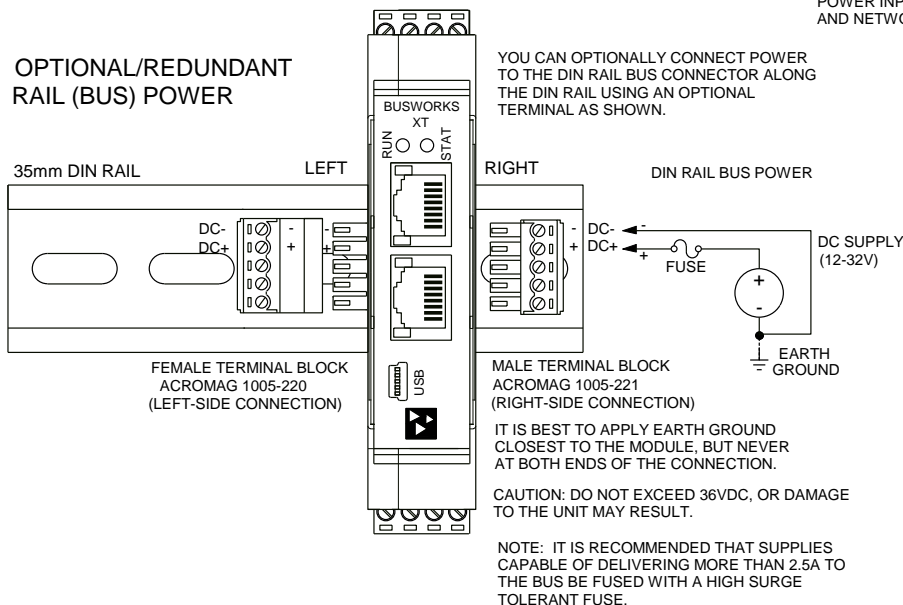 POWER INP
AND NETWO
OPTIONAL/REDUNDANT
RAIL (BUS) POWER
YOU CAN OPTIONALLY CONNECT POWER
TO THE DIN RAIL BUS CONNECTOR ALONG
THE DIN RAIL USING AN OPTIONAL
TERMINAL AS SHOWN.
BUSWORKS
XT
RUN
STAT
35mm DIN RAIL
LEFT
RIGHT
DIN RAIL BUS POWER
DC- - - - DC- -
DC+ + + + DC+ +
FUSE
DC SUPPLY
(12-32V)
+
-
EARTH
GROUND
USB
FEMALE TERMINAL BLOCK
ACROMAG 1005-220
(LEFT-SIDE CONNECTION)
MALE TERMINAL BLOCK
ACROMAG 1005-221
(RIGHT-SIDE CONNECTION)
IT IS BEST TO APPLY EARTH GROUND
CLOSEST TO THE MODULE, BUT NEVER
AT BOTH ENDS OF THE CONNECTION.
CAUTION: DO NOT EXCEED 36VDC, OR DAMAGE
TO THE UNIT MAY RESULT.
NOTE: IT IS RECOMMENDED THAT SUPPLIES
CAPABLE OF DELIVERING MORE THAN 2.5A TO
THE BUS BE FUSED WITH A HIGH SURGE
TOLERANT FUSE.